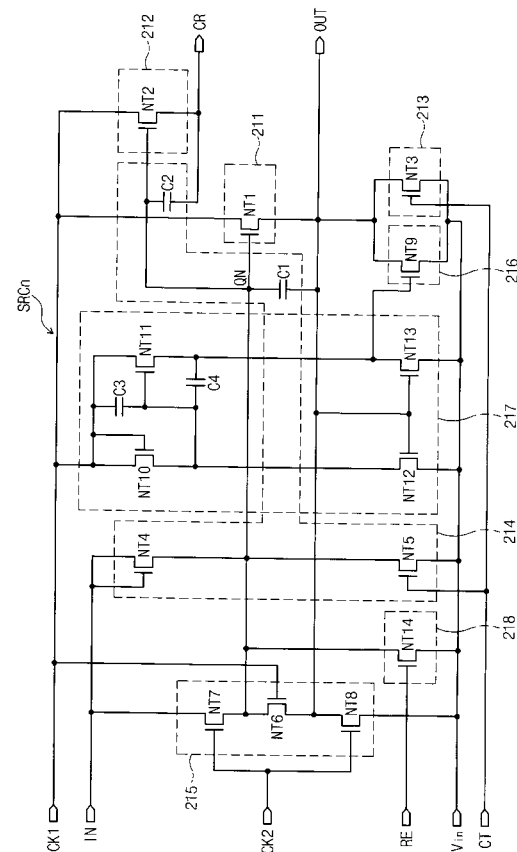 SRCn
212
NT2
CR
C2
211
NT1
OUT
QN
C1
213
NT3
NT9
216
NT11
C3
C4
NT10
NT13
NT12
217
NT4
NT5
214
NT14
218
NT7
NT6
NT8
215
CK1
IN
CK2
RE
Vin
CT